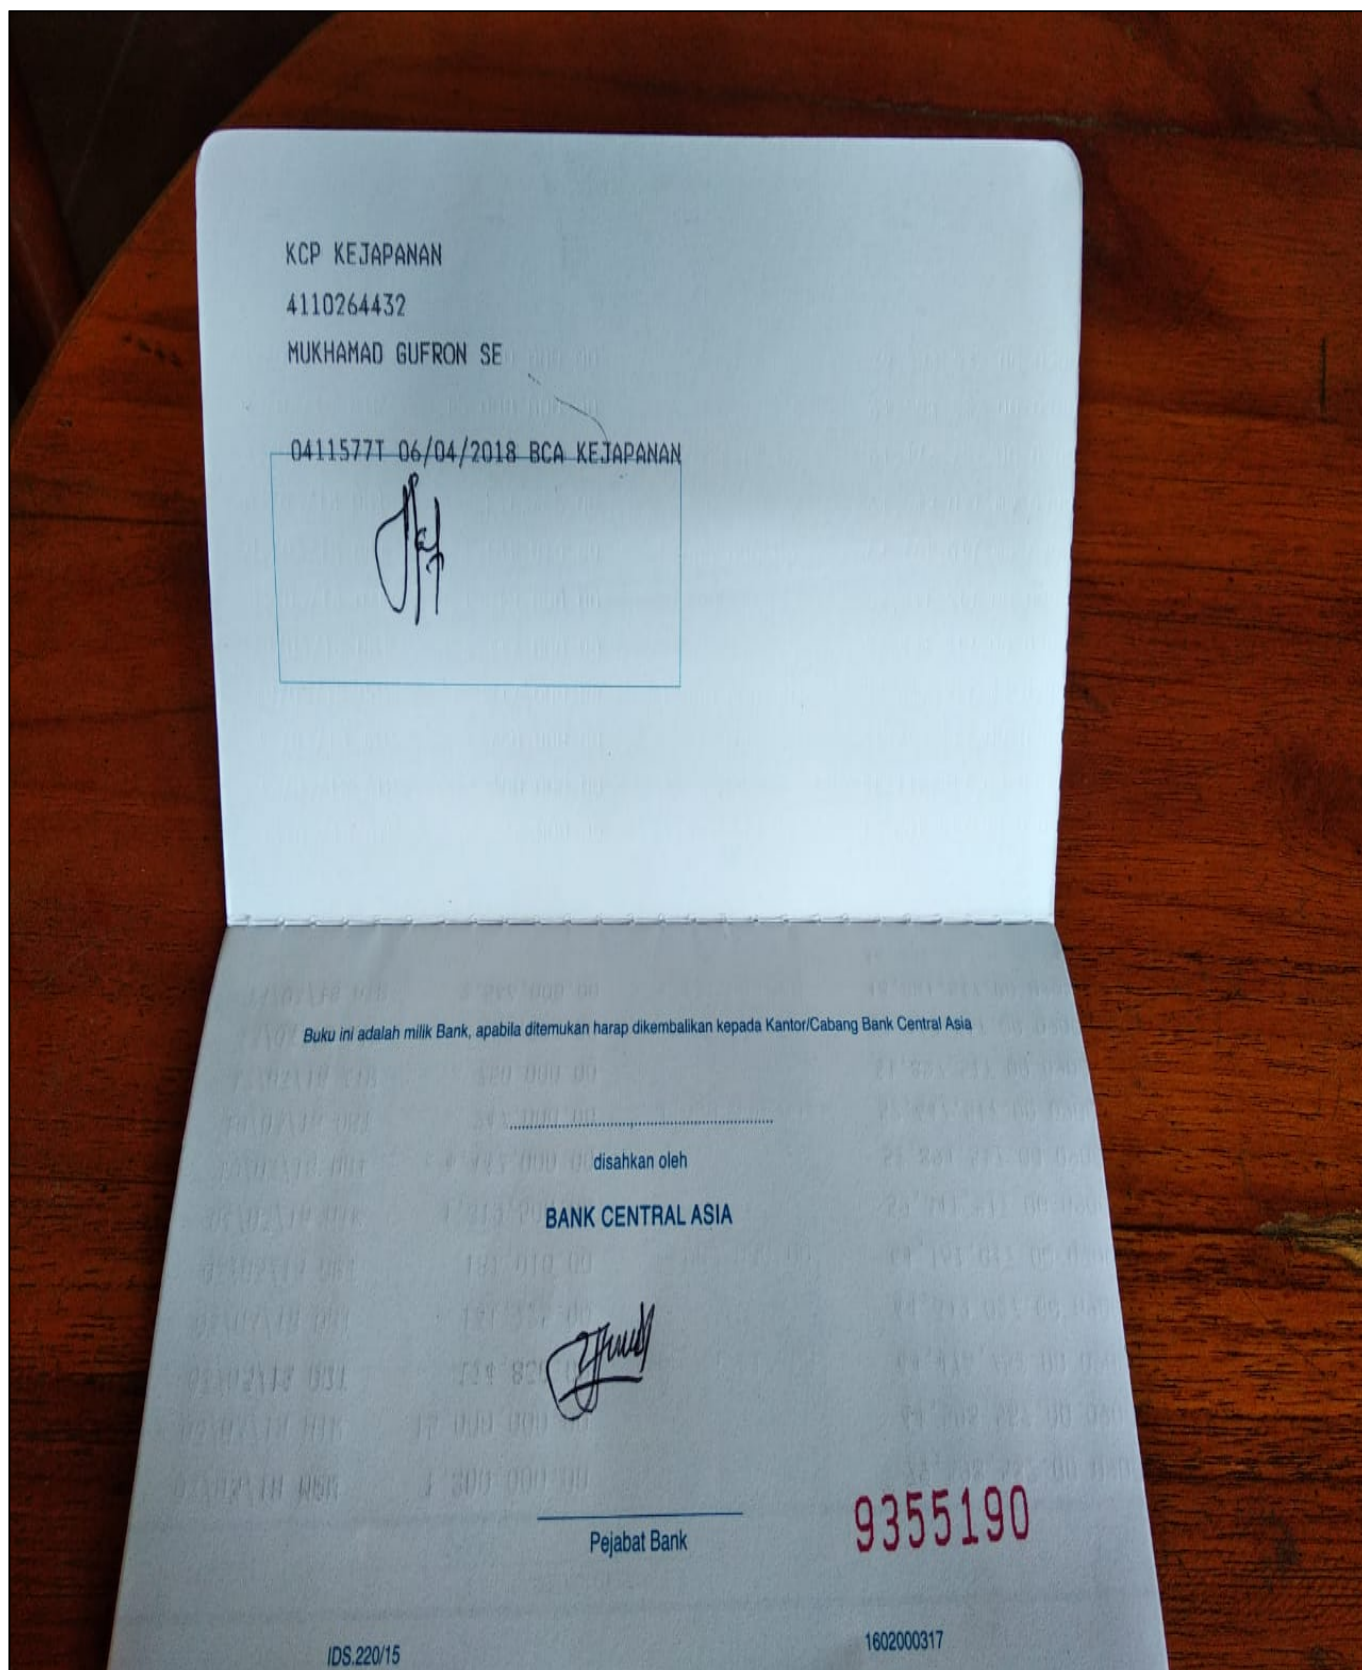 KCP KEJAPANAN
4110264432
MUKHAMAD GUFRON SE
0411577T 06/04/2018 BCA KEJAPANAN
Buku ini adalah milik Bank, apabila ditemukan harap dikembalikan kepada Kantor/Cabang Bank Central Asia
disahkan oleh
BANK CENTRAL ASIA
Pejabat Bank
9355190
IDS.220/15 1602000317